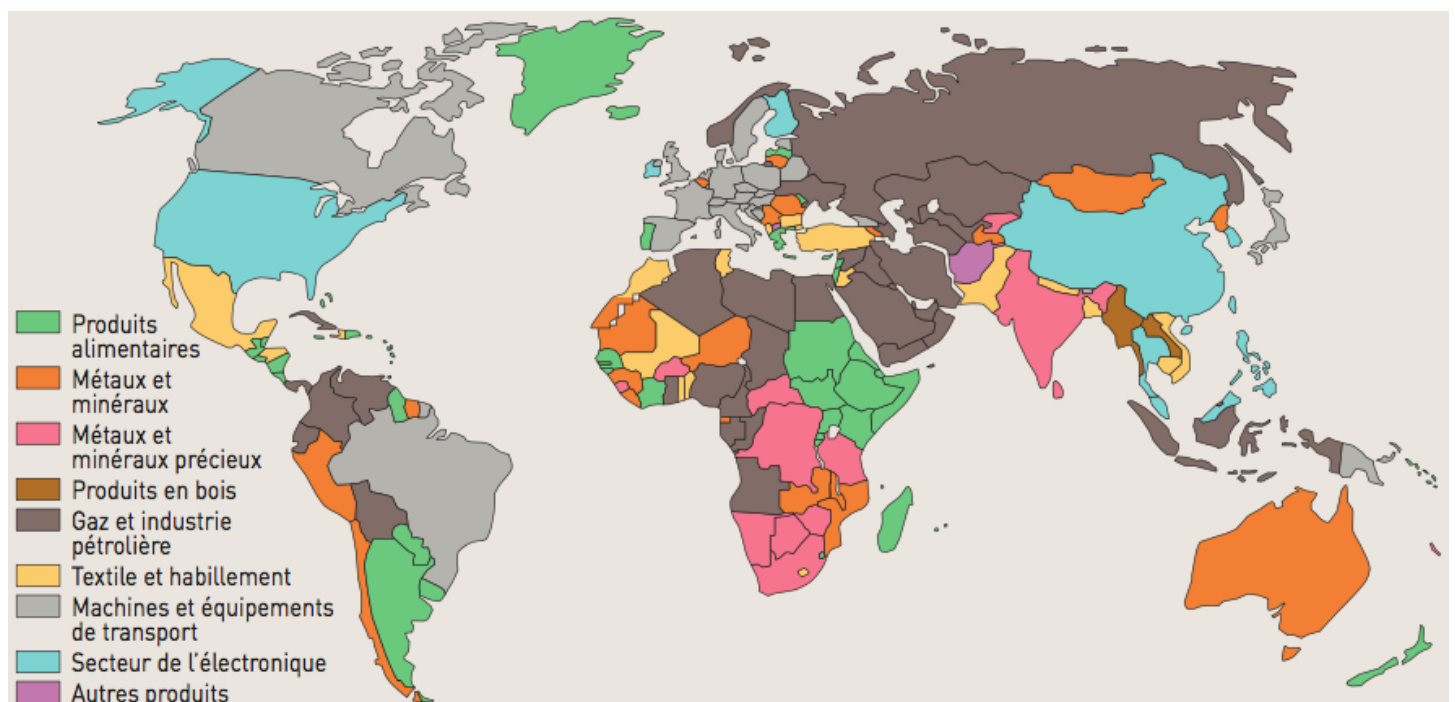 Produits
alimentaires
Métaux et
minéraux
Métaux et
minéraux précieux
Produits en bois
Gaz et industrie
pétrolière
Textile et habillement
Machines et équipements
de transport
Secteur de l'électronique
Autres produits